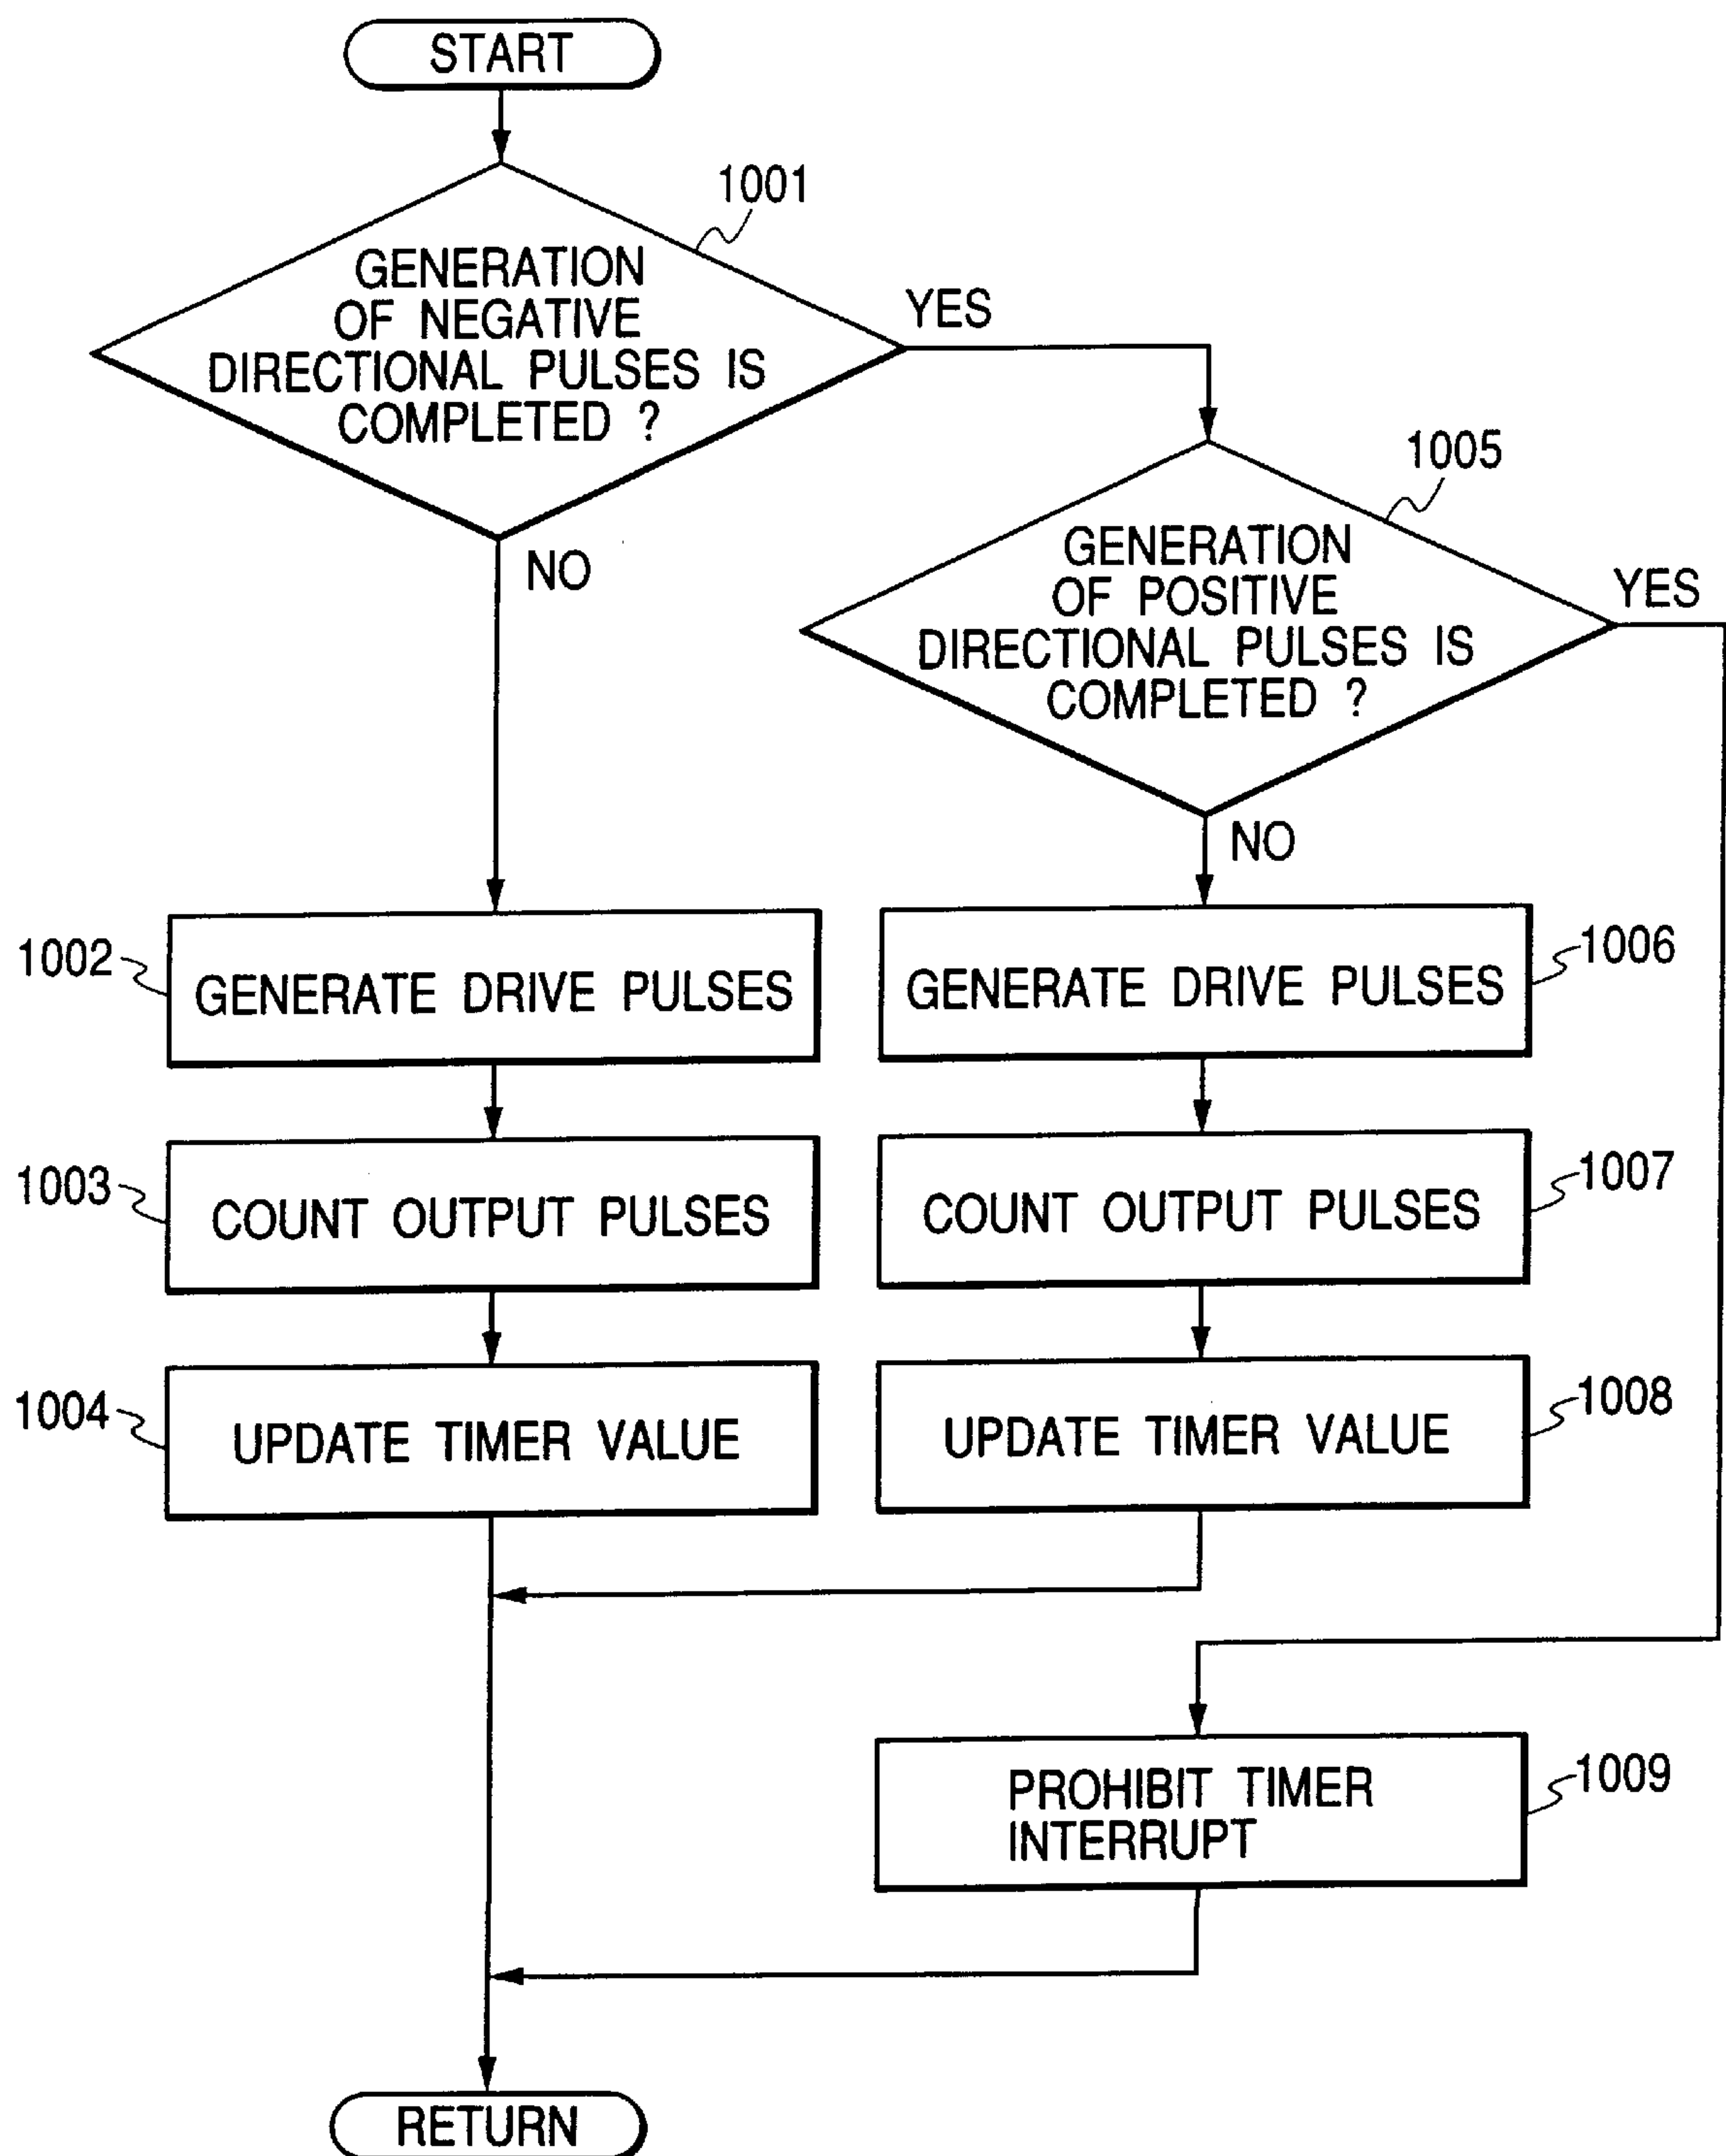 START
1001
GENERATION
OF NEGATIVE
DIRECTIONAL PULSES IS
COMPLETED ?
YES
NO
1005
GENERATION
OF POSITIVE
DIRECTIONAL PULSES IS
COMPLETED ?
YES
NO
1002
GENERATE DRIVE PULSES
1006
GENERATE DRIVE PULSES
1003
COUNT OUTPUT PULSES
1007
COUNT OUTPUT PULSES
1004
UPDATE TIMER VALUE
1008
UPDATE TIMER VALUE
PROHIBIT TIMER
INTERRUPT
1009
RETURN